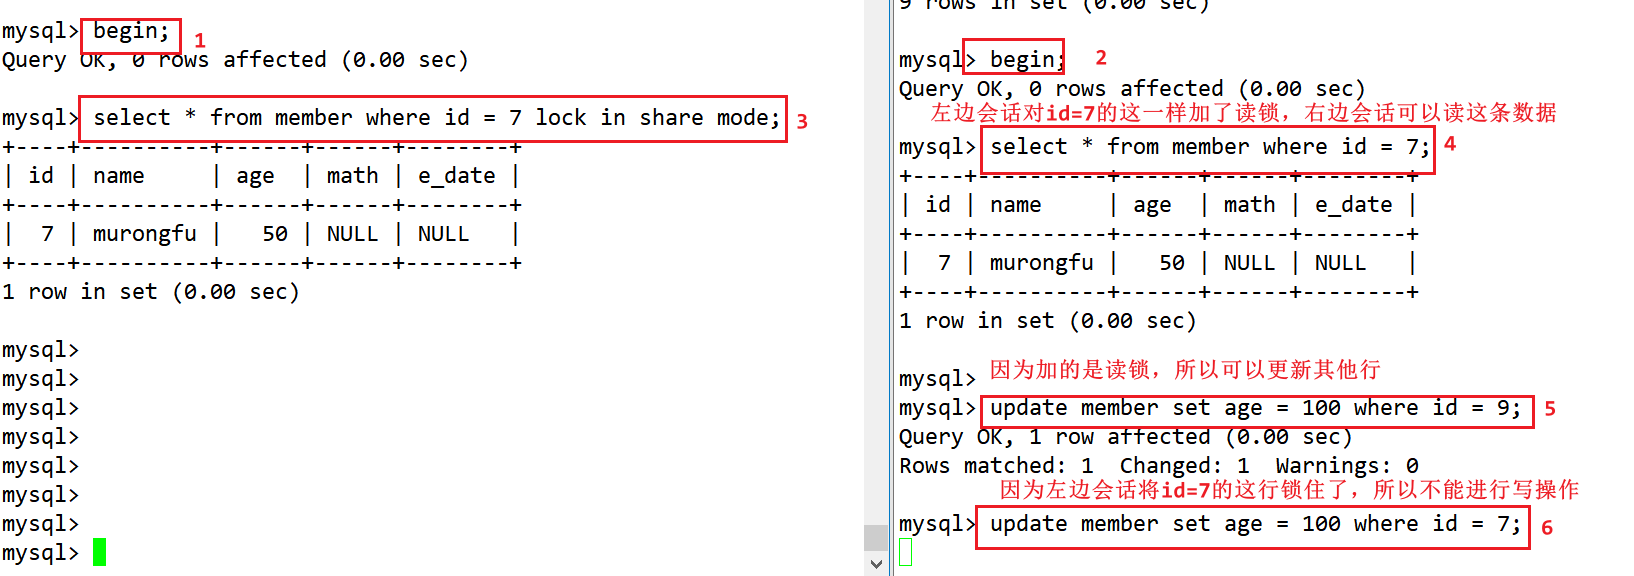 mysql> begin; 1
Query OK, 0 rows affected (0.00 sec)
mysql> select * from member where id = 7 lock in share mode; 3
+----+----------+------+------+--------+
| id | name     | age  | math | e_date |
+----+----------+------+------+--------+
|  7 | murongfu |   50 | NULL | NULL   |
+----+----------+------+------+--------+
1 row in set (0.00 sec)
mysql>
mysql>
mysql>
mysql>
mysql>
mysql>
mysql>
mysql>
9 rows in set (0.00 sec)
mysql> begin; 2
Query OK, 0 rows affected (0.00 sec)
左边会话对id=7的这一样加了读锁，右边会话可以读这条数据
mysql> select * from member where id = 7; 4
+----+----------+------+------+--------+
| id | name     | age  | math | e_date |
+----+----------+------+------+--------+
|  7 | murongfu |   50 | NULL | NULL   |
+----+----------+------+------+--------+
1 row in set (0.00 sec)
因为加的是读锁，所以可以更新其他行
mysql>
mysql> update member set age = 100 where id = 9; 5
Query OK, 1 row affected (0.00 sec)
Rows matched: 1  Changed: 1  Warnings: 0
因为左边会话将id=7的这行锁住了，所以不能进行写操作
mysql> update member set age = 100 where id = 7; 6